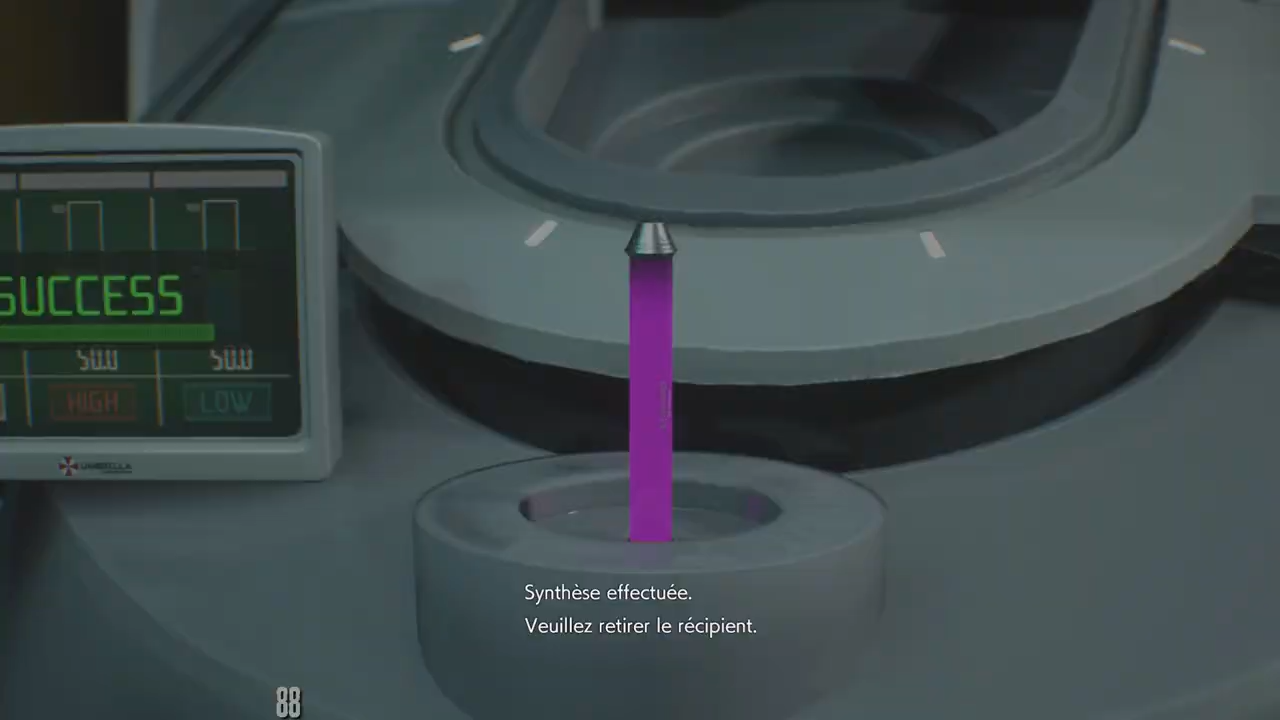 SUCCESS
50.0 50.0
HIGH LOW
UMBRELLA
Synthèse effectuée.
Veuillez retirer le récipient.
88